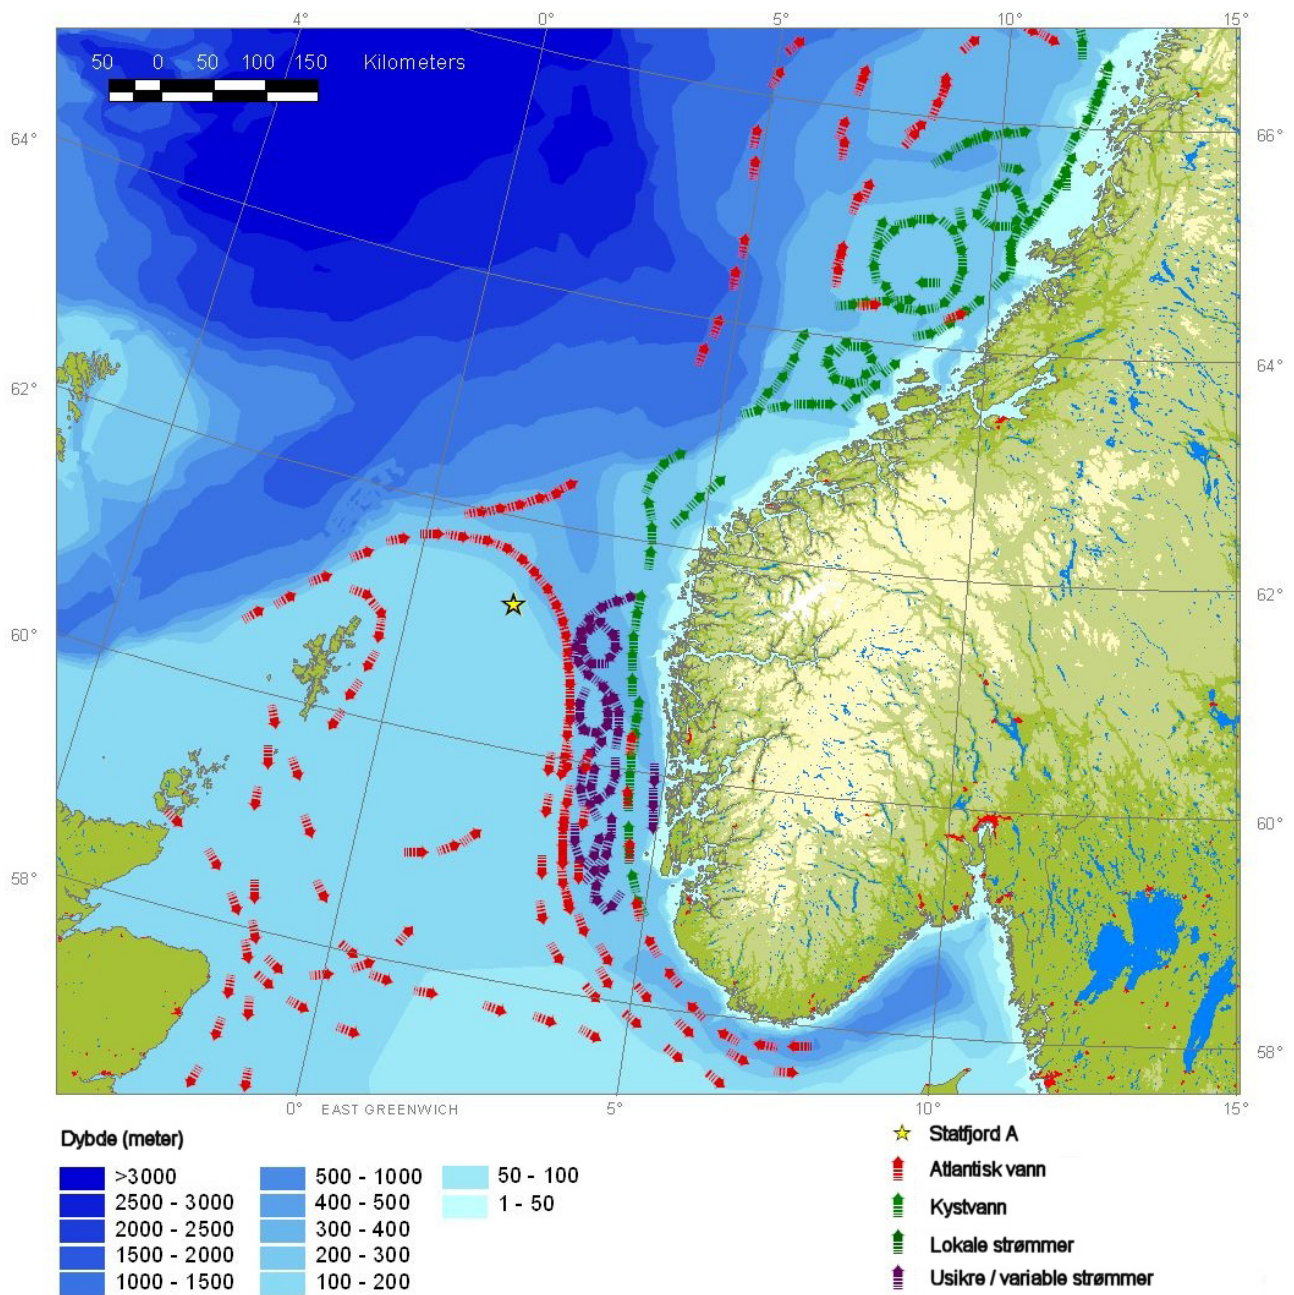 4° 0° 5° 10° 15°
50 0 50 100 150 Kilometers
64° 66°
62° 64°
60° 62°
58° 60°
58°
0° EAST GREENWICH 5° 10° 15°
Dybde (meter)
>3000
2500 - 3000
2000 - 2500
1500 - 2000
1000 - 1500
500 - 1000
400 - 500
300 - 400
200 - 300
100 - 200
50 - 100
1 - 50
Statfjord A
Atlantisk vann
Kystvann
Lokale strømmer
Usikre / variable strømmer